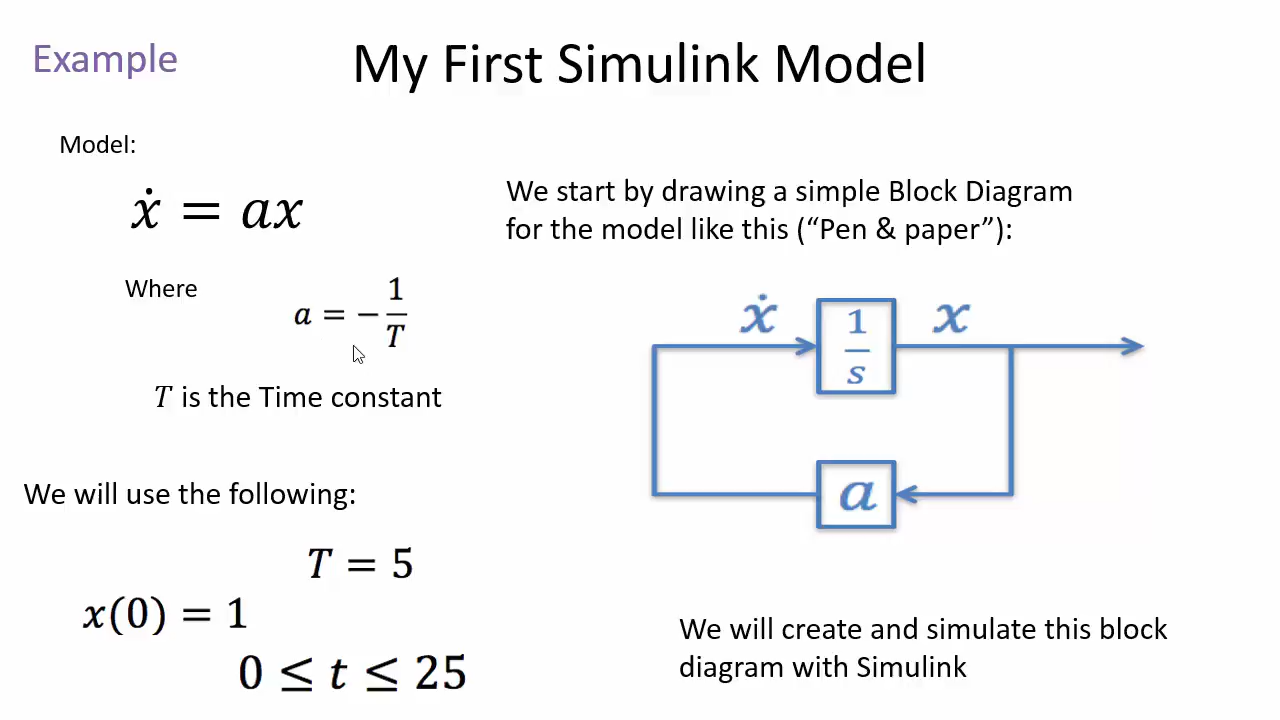 Example
My First Simulink Model
Model:
ẋ = ax
Where
a = −1/T
T is the Time constant
We will use the following:
T = 5
x(0) = 1
0 ≤ t ≤ 25
We start by drawing a simple Block Diagram
for the model like this (“Pen & paper”):
ẋ
1/s
x
a
We will create and simulate this block
diagram with Simulink